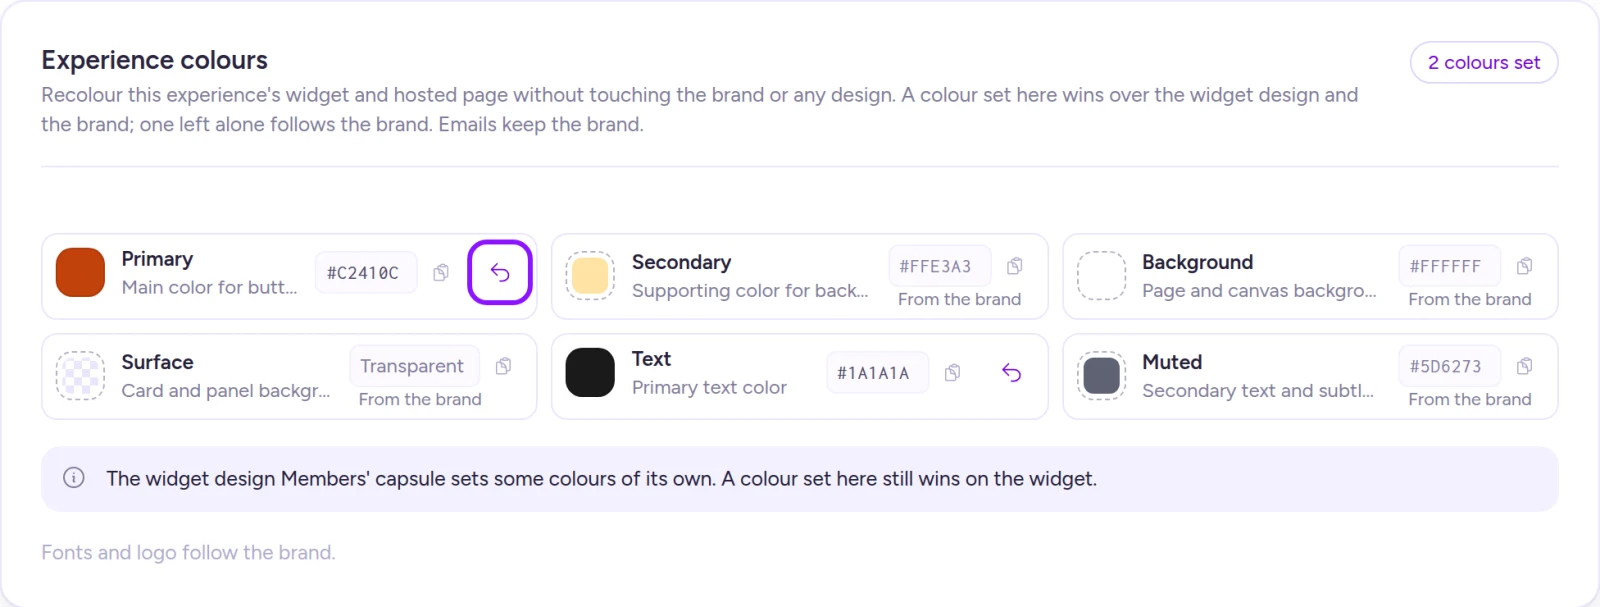 Experience colours
2 colours set
Recolour this experience's widget and hosted page without touching the brand or any design. A colour set here wins over the widget design and
the brand; one left alone follows the brand. Emails keep the brand.
Primary
Main color for butt...
#C2410C
Secondary
Supporting color for back...
#FFE3A3
From the brand
Background
Page and canvas backgro...
#FFFFFF
From the brand
Surface
Card and panel backgr...
Transparent
From the brand
Text
Primary text color
#1A1A1A
Muted
Secondary text and subtl...
#5D6273
From the brand
The widget design Members' capsule sets some colours of its own. A colour set here still wins on the widget.
Fonts and logo follow the brand.